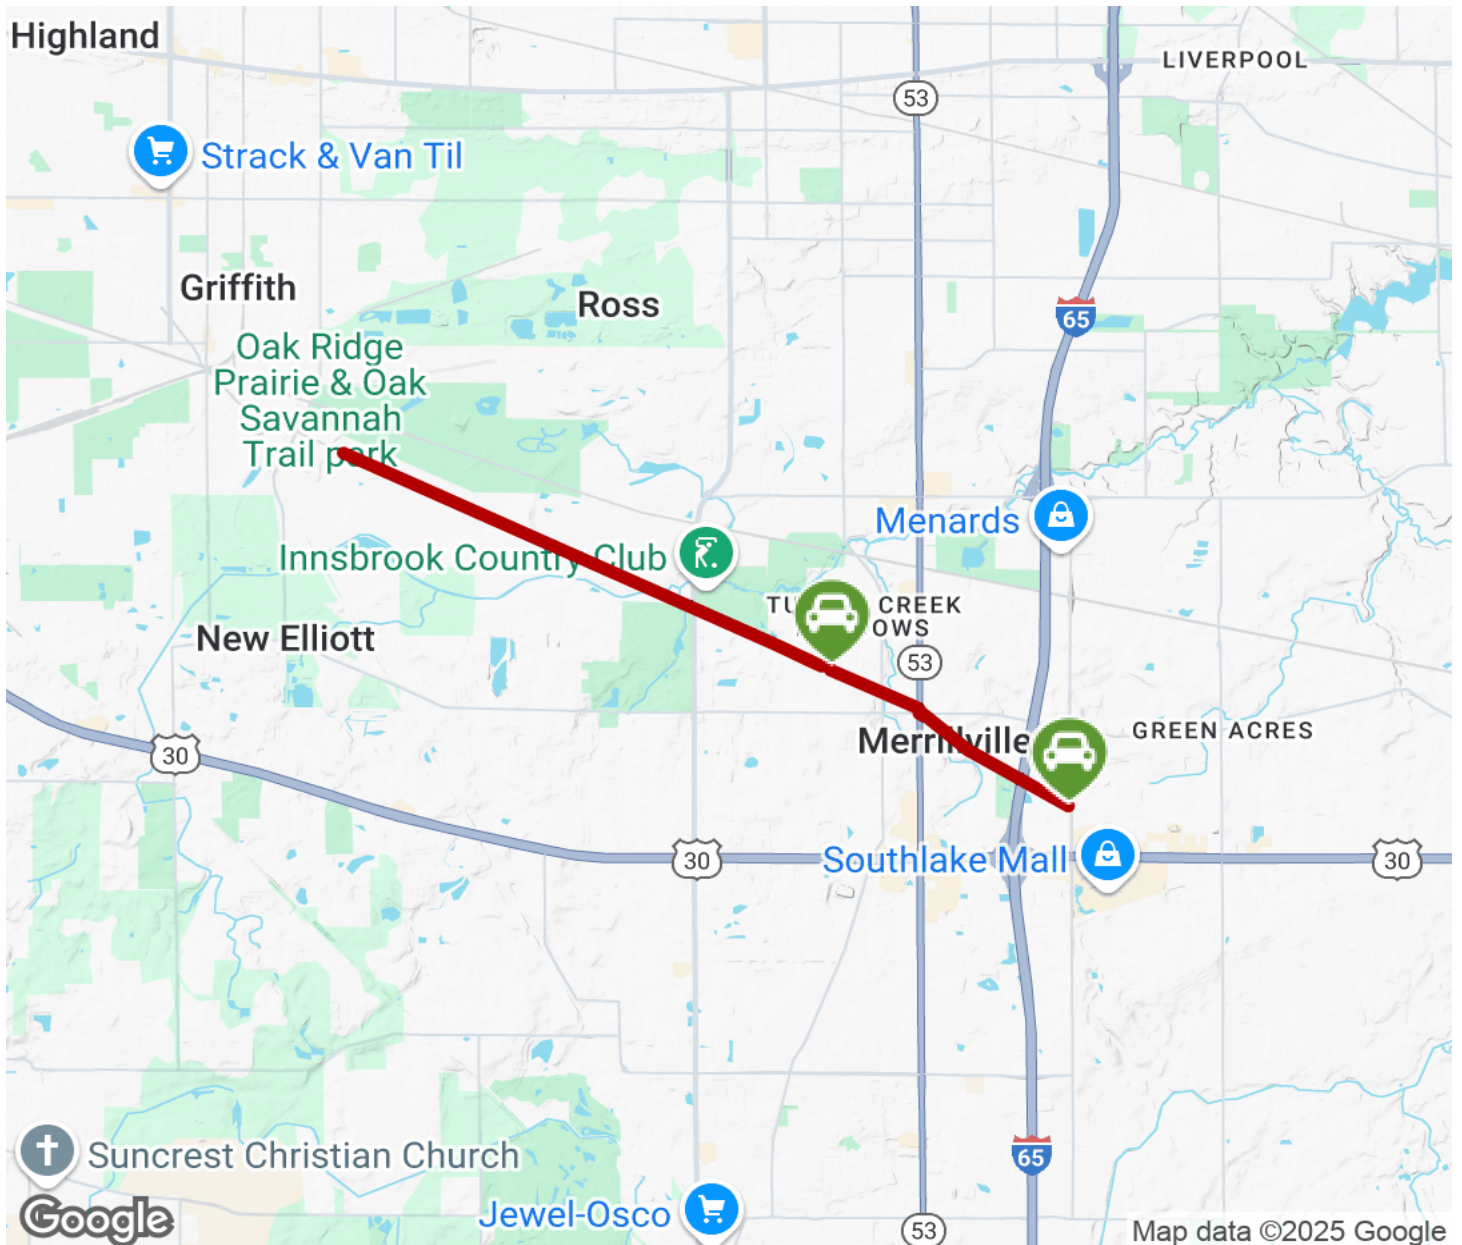 Highland
LIVERPOOL
53
Strack & Van Til
Griffith
Ross
65
Oak Ridge
Prairie & Oak
Savannah
Trail park
Menards
Innsbrook Country Club
CREEK
New Elliott
53
30
Merrillville
GREEN ACRES
30
Southlake Mall
30
Suncrest Christian Church
65
Jewel-Osco
53
Google
Map data ©2025 Google